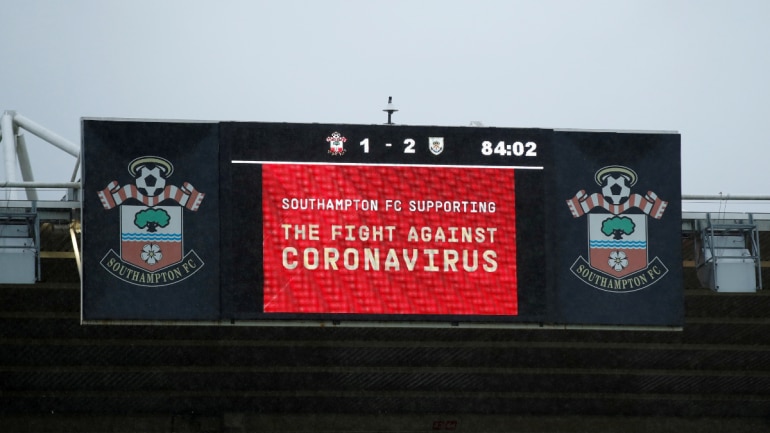 1 - 2 84:02
SOUTHAMPTON FC SUPPORTING
THE FIGHT AGAINST
CORONAVIRUS
SOUTHAMPTON FC
SOUTHAMPTON FC